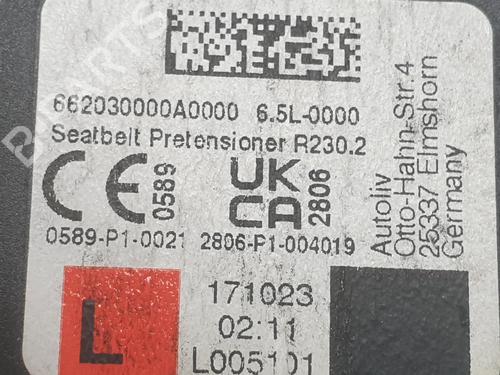 662030000A0000 6.5L-0000
Seatbelt Pretensioner R230.2
CE 0589
UK CA 2806
0589-P1-0021 2806-P1-004019
Autoliv
Otto-Hahn-Str.4
25337 Elmshorn
Germany
L
171023
02:11
L005101